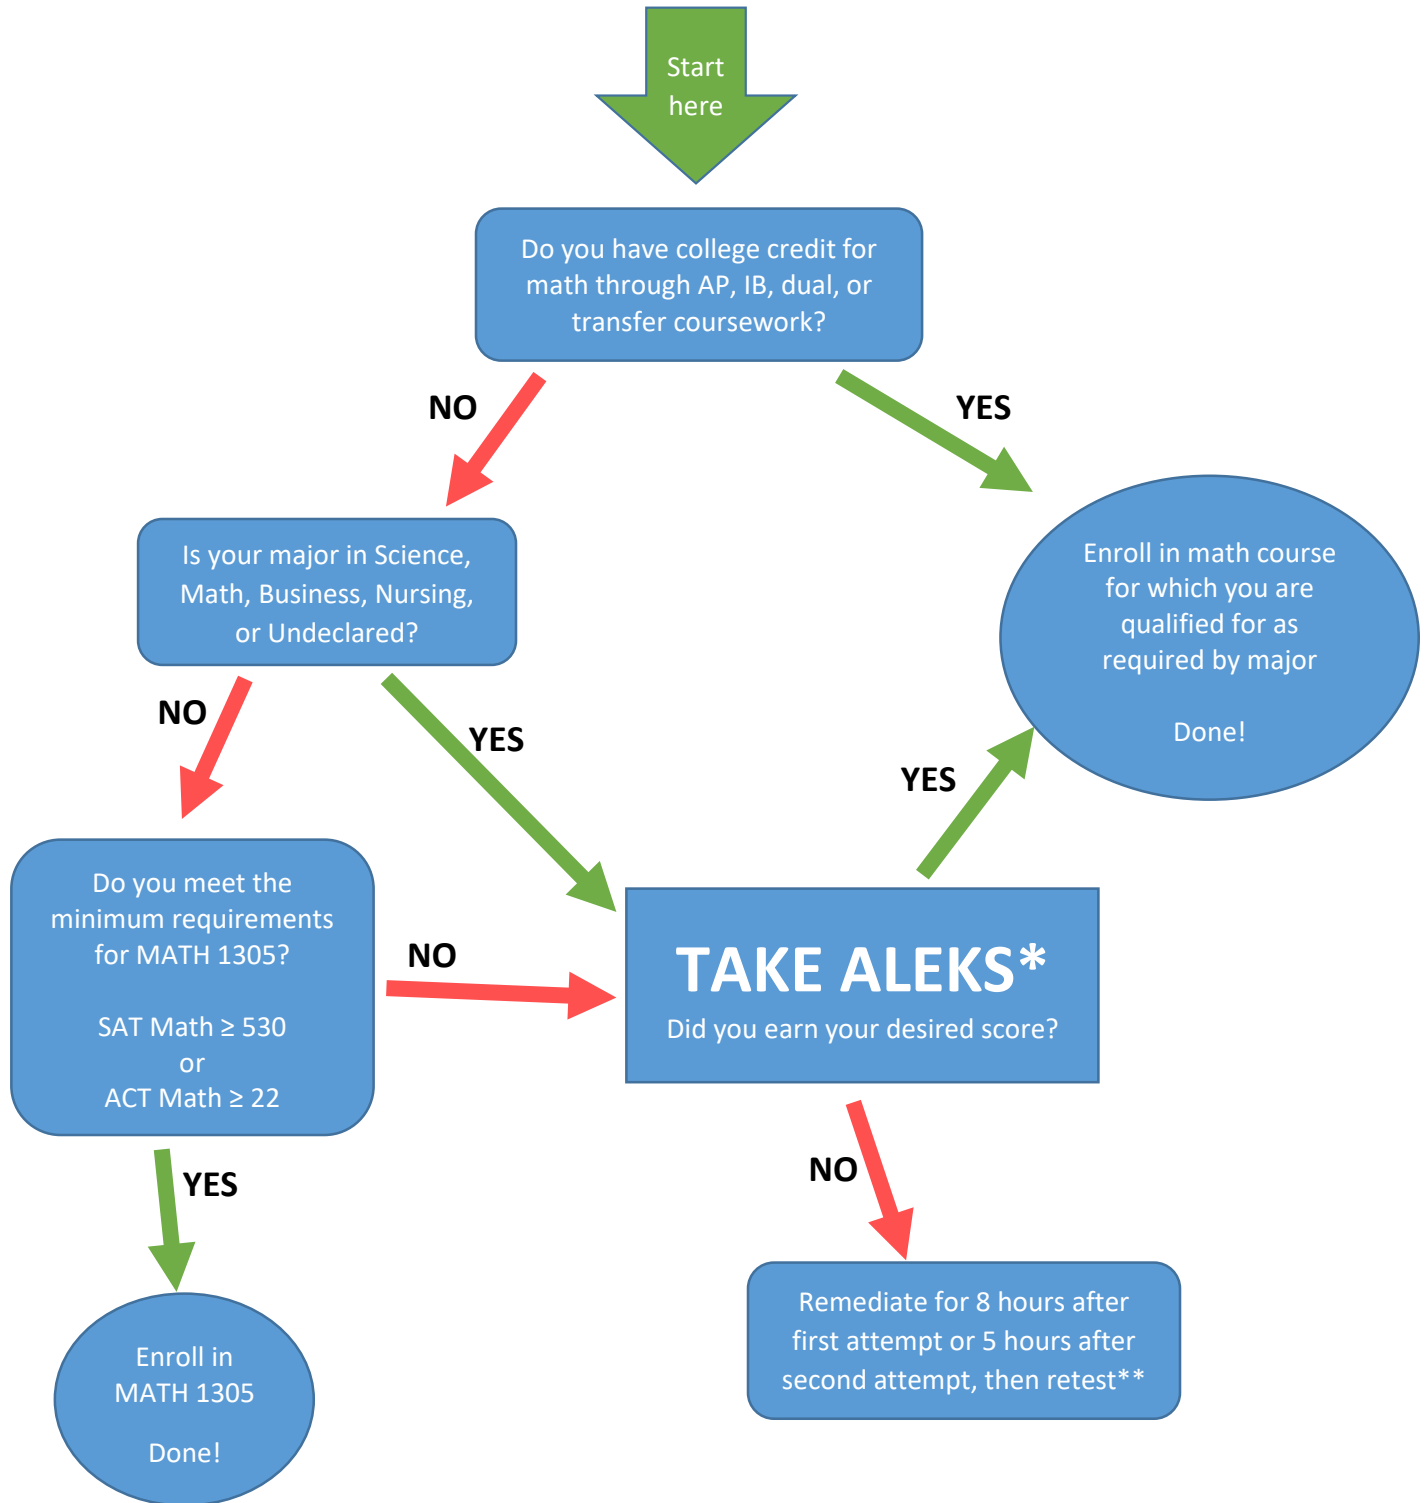 Start
here
Do you have college credit for
math through AP, IB, dual, or
transfer coursework?
NO
YES
Is your major in Science,
Math, Business, Nursing,
or Undeclared?
Enroll in math course
for which you are
qualified for as
required by major
Done!
NO
YES
YES
Do you meet the
minimum requirements
for MATH 1305?
SAT Math ≥ 530
or
ACT Math ≥ 22
NO
TAKE ALEKS*
Did you earn your desired score?
YES
NO
Enroll in
MATH 1305
Done!
Remediate for 8 hours after
first attempt or 5 hours after
second attempt, then retest**